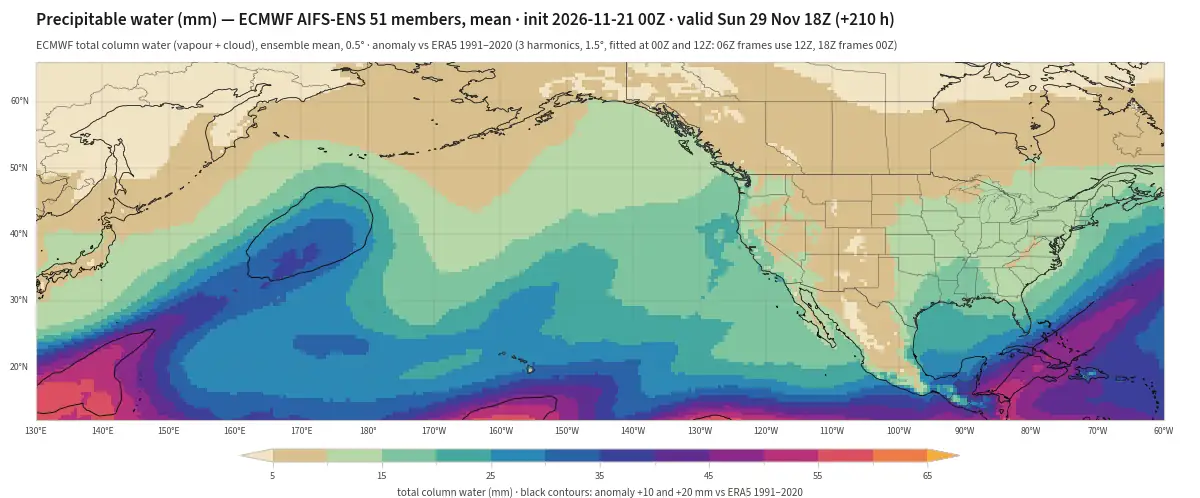 Precipitable water (mm) — ECMWF AIFS-ENS 51 members, mean · init 2026-11-21 00Z · valid Sun 29 Nov 18Z (+210 h)
ECMWF total column water (vapour + cloud), ensemble mean, 0.5° · anomaly vs ERA5 1991–2020 (3 harmonics, 1.5°, fitted at 00Z and 12Z: 06Z frames use 12Z, 18Z frames 00Z)
60°N
50°N
40°N
30°N
20°N
130°E 140°E 150°E 160°E 170°E 180° 170°W 160°W 150°W 140°W 130°W 120°W 110°W 100°W 90°W 80°W 70°W 60°W
5 15 25 35 45 55 65
total column water (mm) · black contours: anomaly +10 and +20 mm vs ERA5 1991–2020